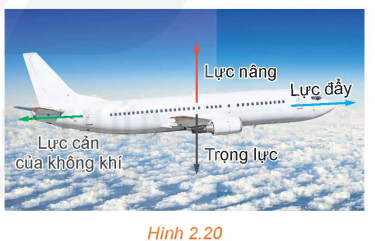 Lực nâng
Lực đẩy
Lực cản
của không khí
Trọng lực
Hình 2.20